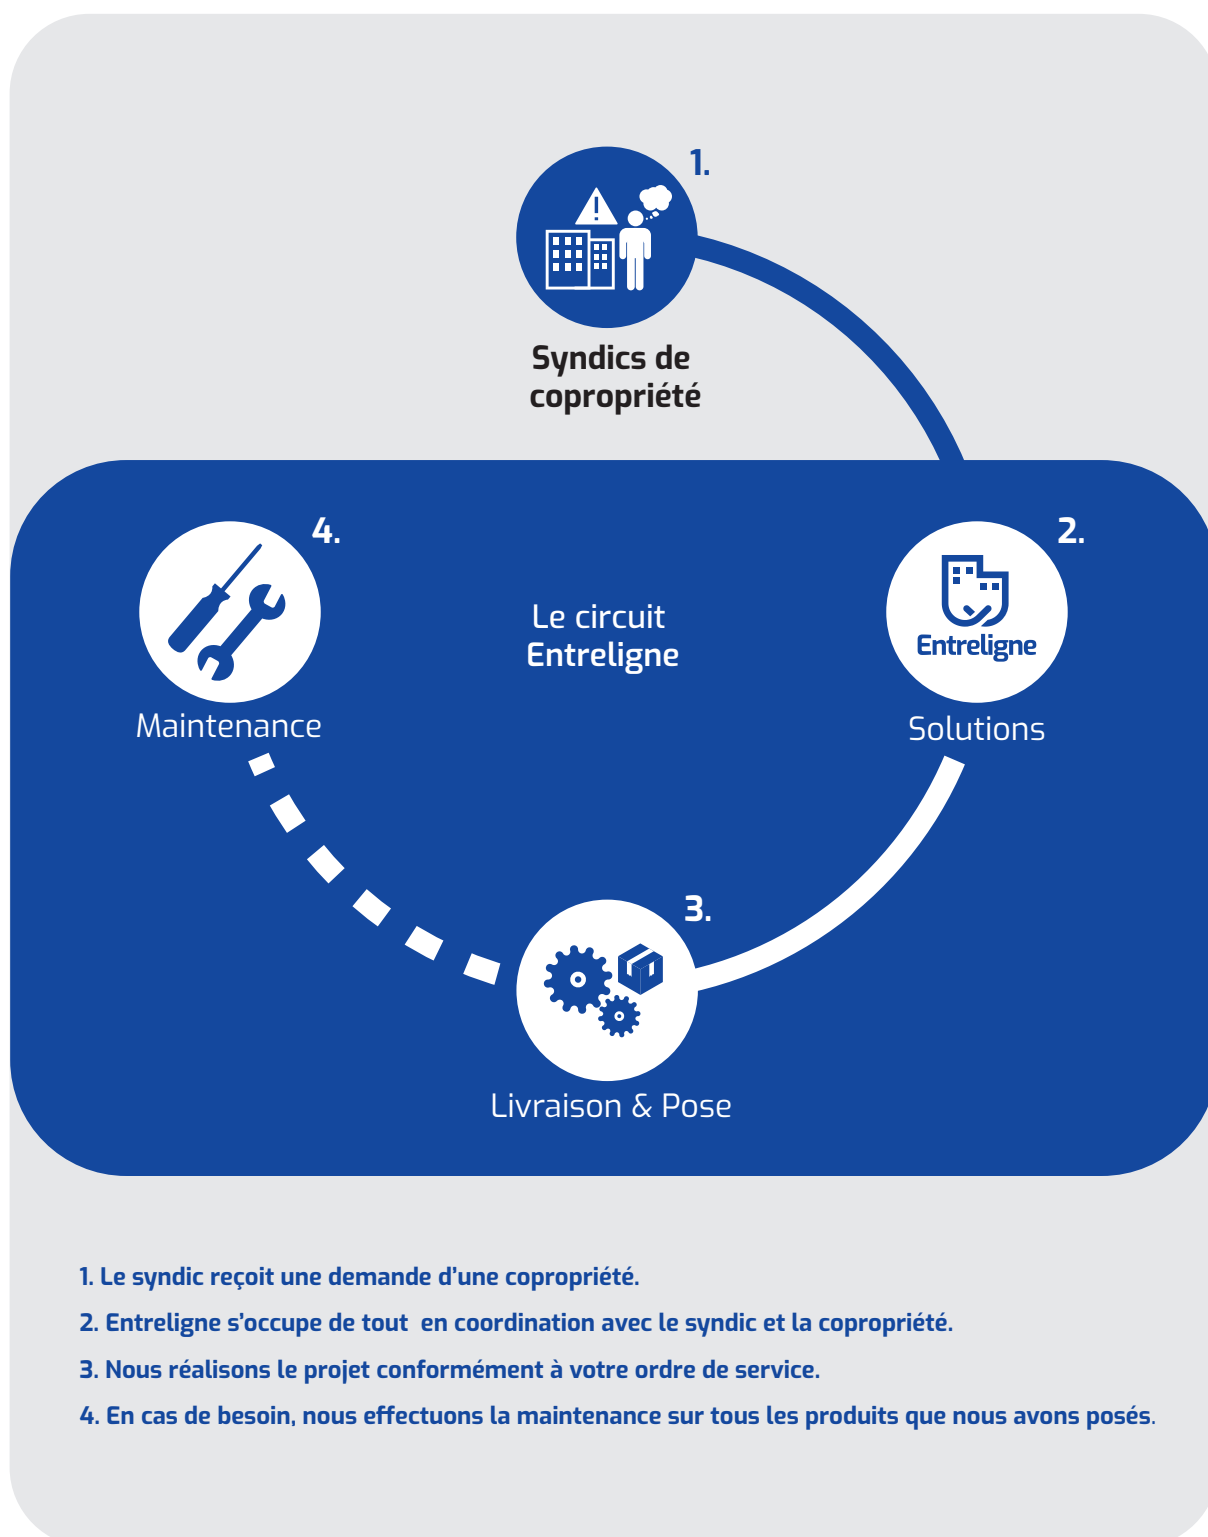 1.
Syndics de
copropriété
4.
2.
Le circuit
Entreligne
Entreligne
Maintenance
Solutions
3.
Livraison & Pose
1. Le syndic reçoit une demande d'une copropriété.
2. Entreligne s’occupe de tout  en coordination avec le syndic et la copropriété.
3. Nous réalisons le projet conformément à votre ordre de service.
4. En cas de besoin, nous effectuons la maintenance sur tous les produits que nous avons posés.